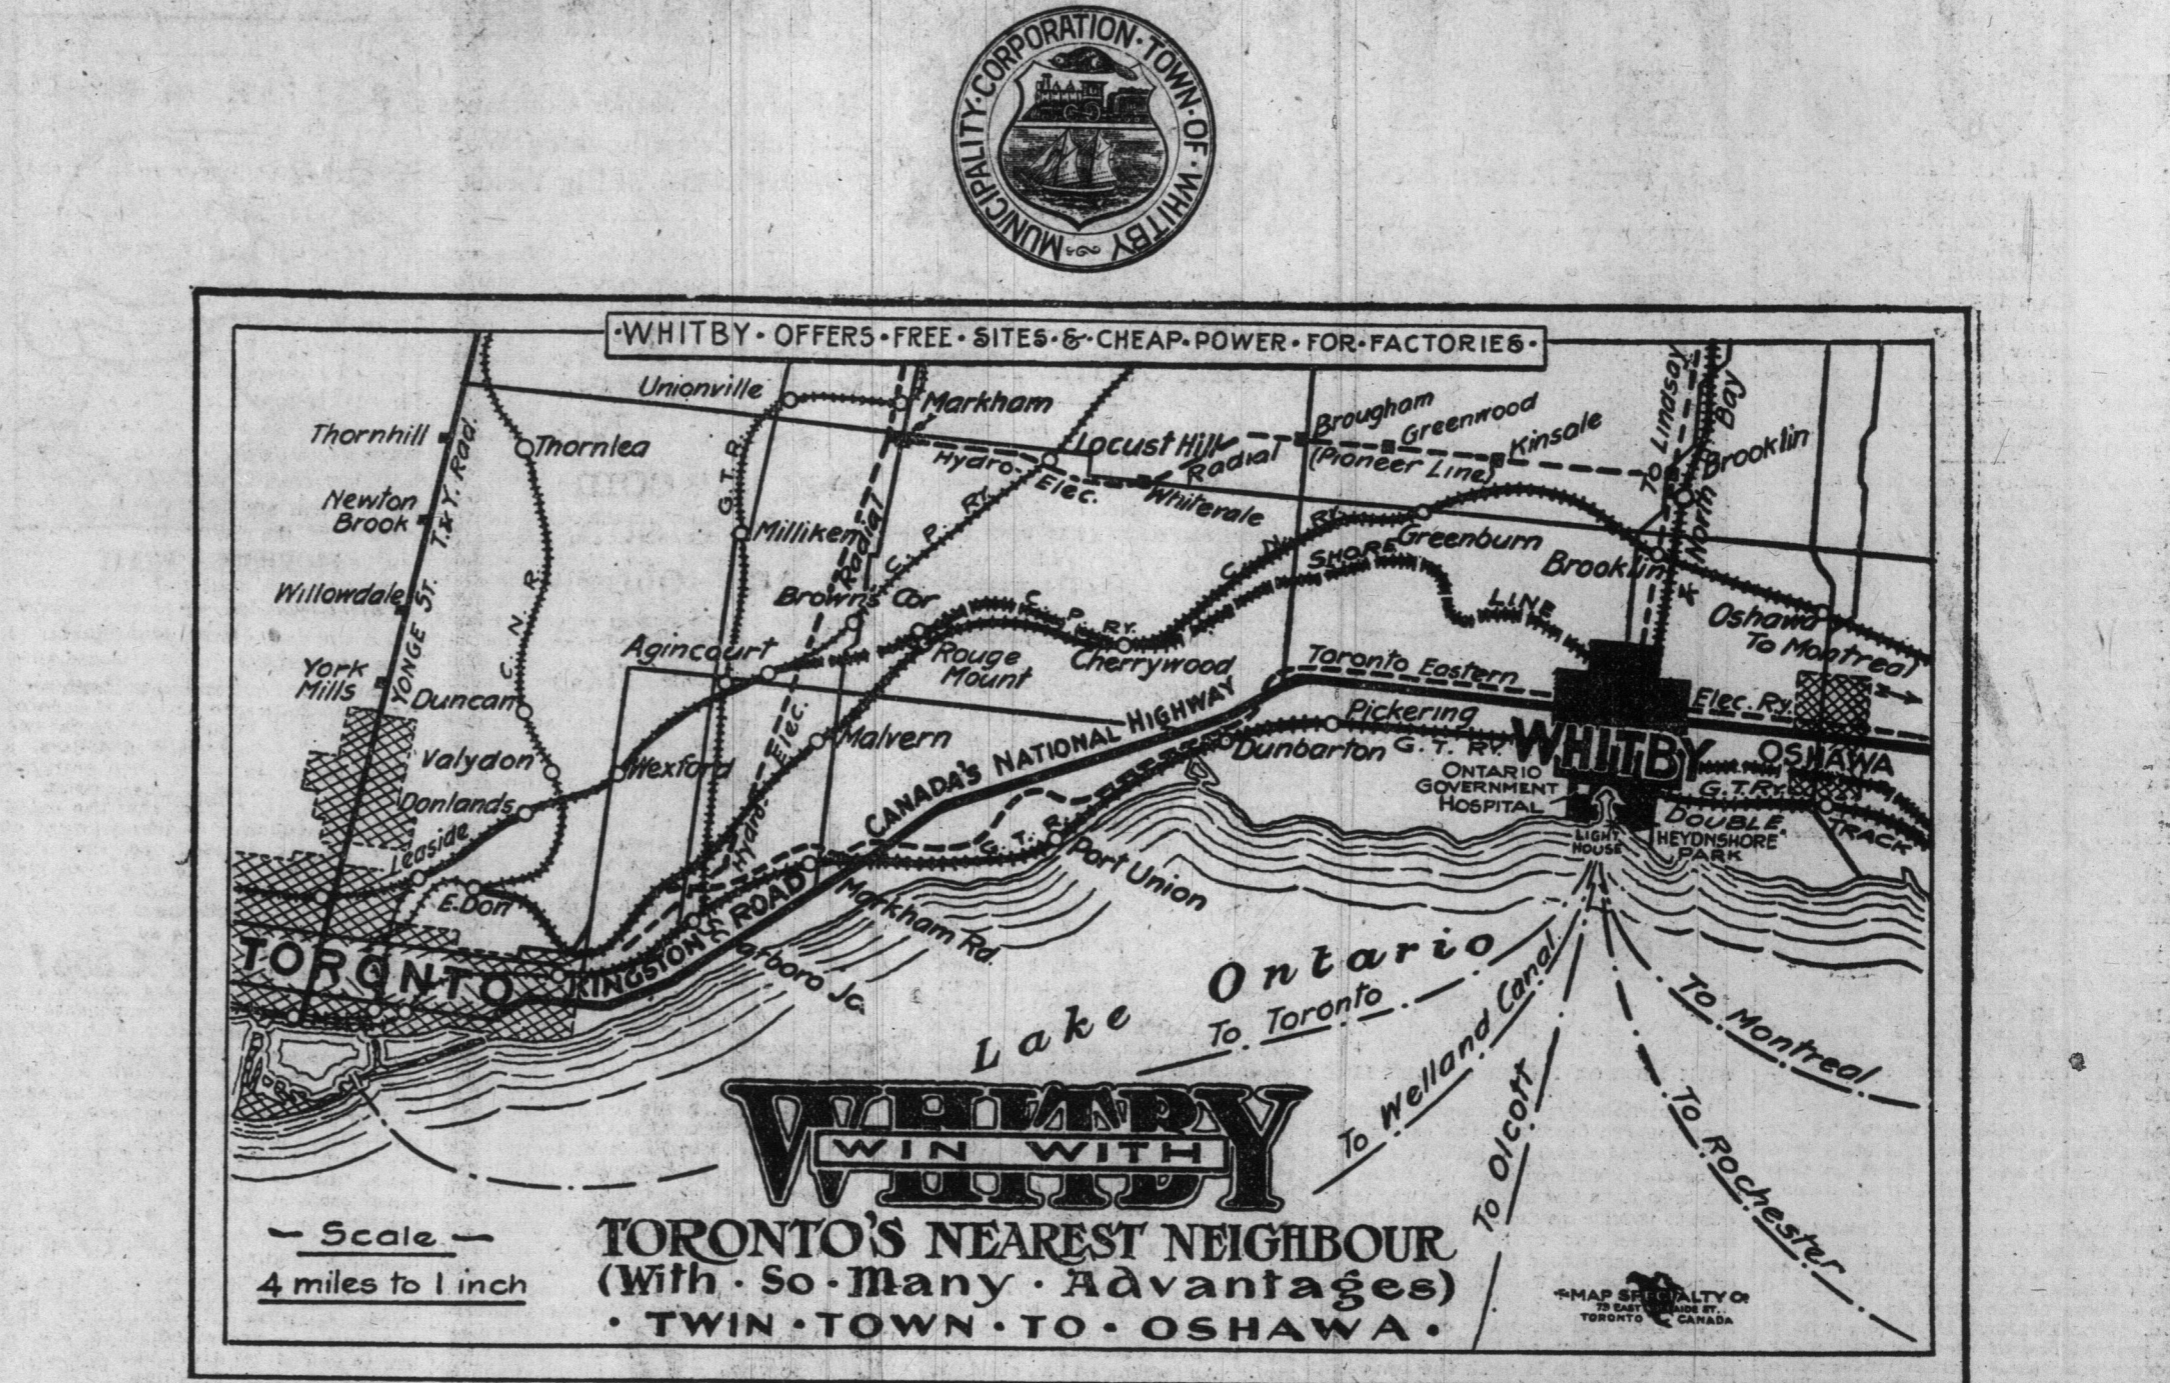 MUNICIPALITY·CORPORATION·TOWN·OF·WHITBY
·WHITBY·OFFERS·FREE·SITES·&·CHEAP·POWER·FOR·FACTORIES·
Unionville
Markham
Thornhill
Thornlea
T.&Y. Rad.
G.T.R.
Locust Hill
Hydro-
Elec.
Radial
Whitevale
Brougham
Greenwood
Kinsale
(Pioneer Line)
To Lindsay
& North Bay
Brooklin
Newton
Brook
Milliken
Radial
C. P. Ry.
C. N. Ry.
Greenburn
SHORE
LINE
Brooklin
Willowdale
C. N. R.
Browns Cor
Oshawa
To Montreal
York
Mills
YONGE ST.
Duncan
Agincourt
Rouge
Mount
C. P. RY.
Cherrywood
Toronto Eastern
Elec. Ry.
Valydon
Wexford
Hydro-Elec.
Malvern
CANADA'S NATIONAL HIGHWAY
Pickering
Dunbarton
G. T. RY.
WHITBY
OSHAWA
ONTARIO
GOVERNMENT
HOSPITAL
G.T.RY.
DOUBLE
TRACK
LIGHT
HOUSE
HEYDNSHORE
PARK
Donlands
Leaside
E.Don
G. T. R.
Port Union
TORONTO
KINGSTON ROAD
Markham Rd.
arboro Jc.
Lake Ontario
To Toronto
To Welland Canal
To Olcott
To Rochester
To Montreal
WHITBY
WIN WITH
TORONTO'S NEAREST NEIGHBOUR
(With·So·Many·Advantages)
·TWIN·TOWN·TO·OSHAWA·
Scale
4 miles to 1 inch
MAP SPECIALTY Co.
TORONTO CANADA